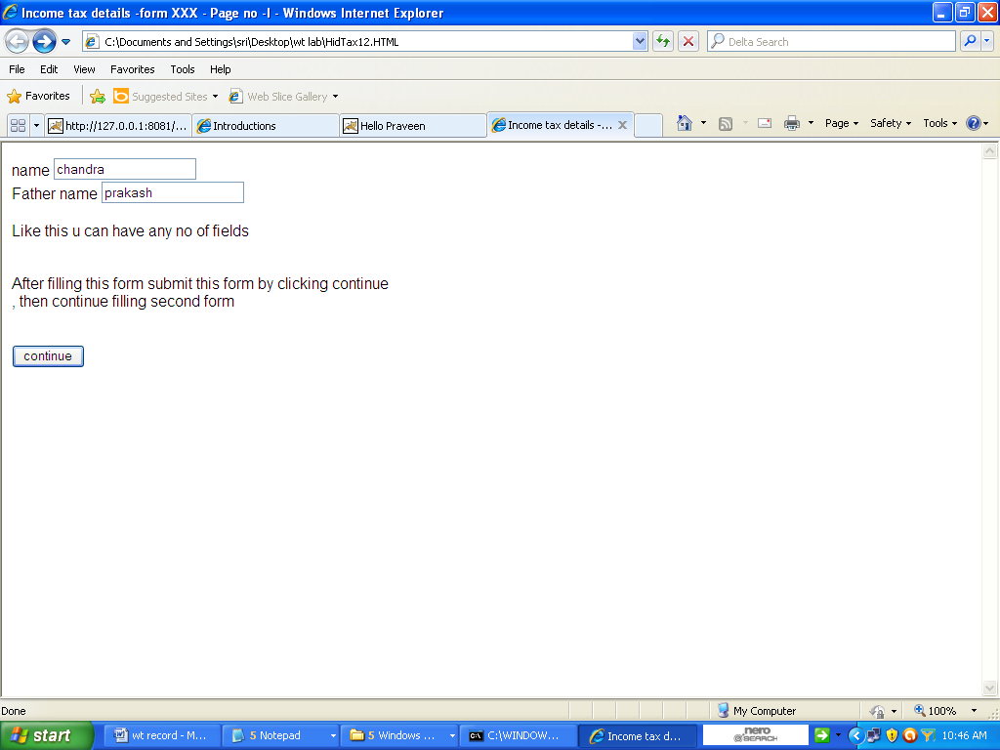 Income tax details -form XXX - Page no -I - Windows Internet Explorer
C:\Documents and Settings\sri\Desktop\wt lab\HidTax12.HTML
Delta Search
File Edit View Favorites Tools Help
Favorites Suggested Sites Web Slice Gallery
http://127.0.0.1:8081/... Introductions Hello Praveen Income tax details -... Page Safety Tools
name chandra
Father name prakash
Like this u can have any no of fields
After filling this form submit this form by clicking continue
, then continue filling second form
continue
Done My Computer 100%
start wt record - M... 5 Notepad 5 Windows ... C:\WINDOW... Income tax d... nero SEARCH 10:46 AM